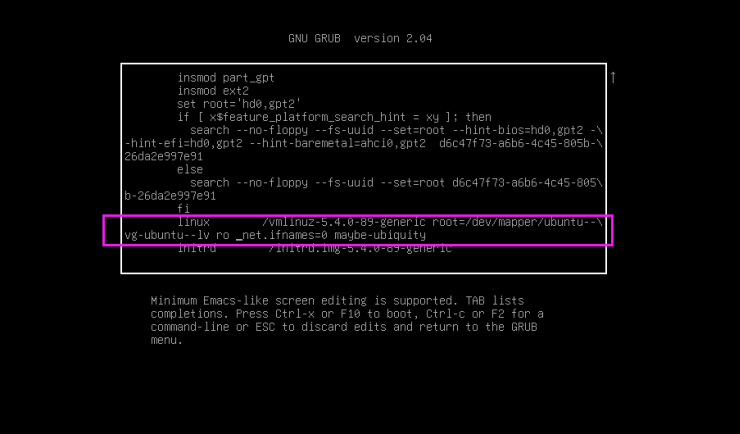 GNU GRUB  version 2.04
insmod part_gpt
insmod ext2
set root='hd0,gpt2'
if [ x$feature_platform_search_hint = xy ]; then
search --no-floppy --fs-uuid --set=root --hint-bios=hd0,gpt2 -\
-hint-efi=hd0,gpt2 --hint-baremetal=ahci0,gpt2  d6c47f73-a6b6-4c45-805b-\
26da2e997e91
else
search --no-floppy --fs-uuid --set=root d6c47f73-a6b6-4c45-805\
b-26da2e997e91
fi
linux        /vmlinuz-5.4.0-89-generic root=/dev/mapper/ubuntu--\
vg-ubuntu--lv ro _net.ifnames=0 maybe-ubiquity
initrd        /initrd.img-5.4.0-89-generic
Minimum Emacs-like screen editing is supported. TAB lists
completions. Press Ctrl-x or F10 to boot, Ctrl-c or F2 for a
command-line or ESC to discard edits and return to the GRUB
menu.